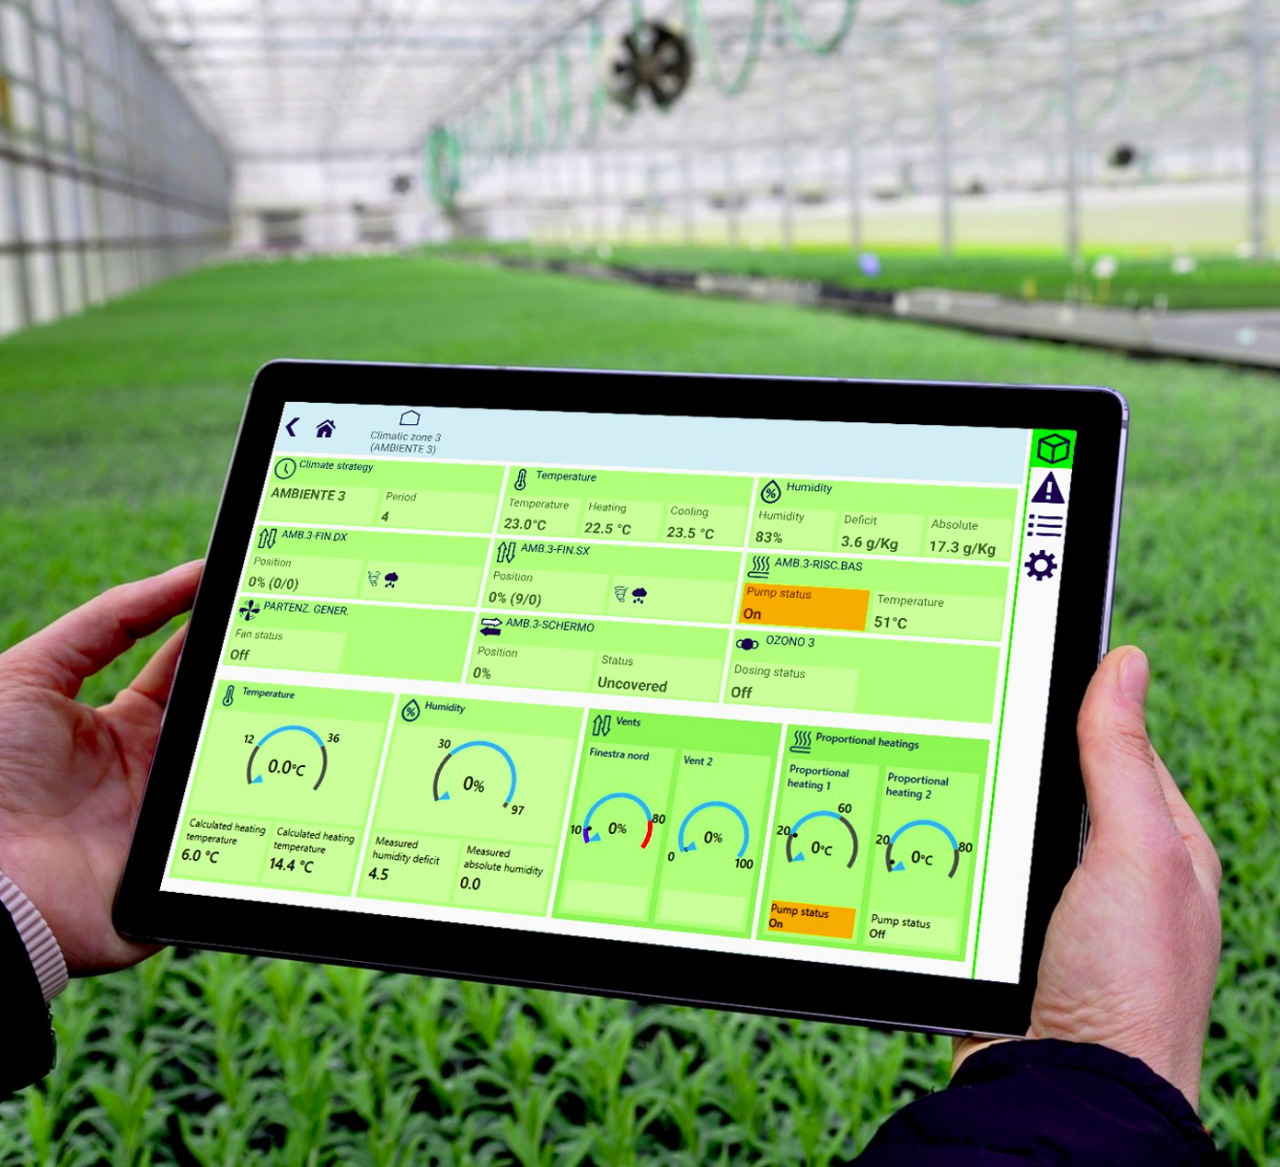 Climatic zone 3
(AMBIENTE 3)
Climate strategy
AMBIENTE 3
Period
4
Temperature
Temperature
23.0°C
Heating
22.5 °C
Cooling
23.5 °C
Humidity
Humidity
83%
Deficit
3.6 g/Kg
Absolute
17.3 g/Kg
AMB.3-FIN.DX
Position
0% (0/0)
AMB.3-FIN.SX
Position
0% (9/0)
AMB.3-RISC.BAS
Pump status
On
Temperature
51°C
PARTENZ. GENER.
Fan status
Off
AMB.3-SCHERMO
Position
0%
Status
Uncovered
OZONO 3
Dosing status
Off
Temperature
12
36
0.0°C
Calculated heating
temperature
6.0 °C
Calculated heating
temperature
14.4 °C
Humidity
30
0%
97
Measured
humidity deficit
4.5
Measured
absolute humidity
0.0
Vents
Finestra nord
10
0%
80
Vent 2
0%
0
100
Proportional heatings
Proportional
heating 1
60
20
0°C
Pump status
On
Proportional
heating 2
20
80
0°C
Pump status
Off